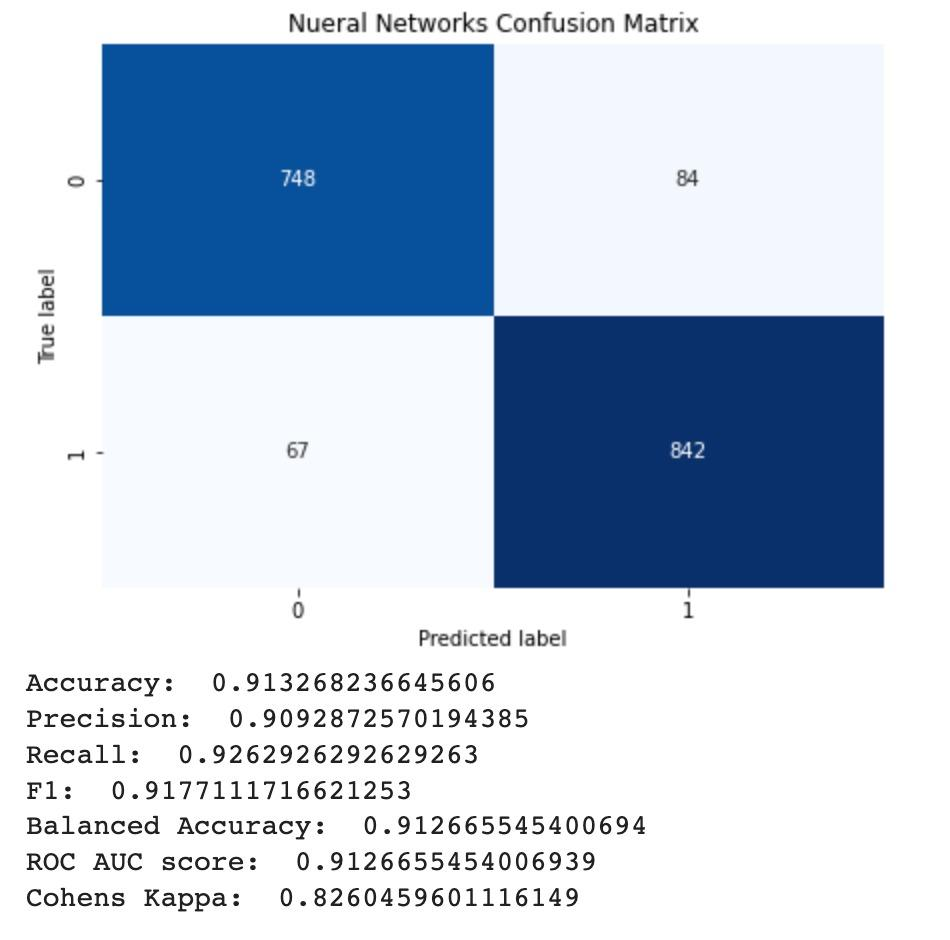 Nueral Networks Confusion Matrix
748 84
0
True label
67 842
1
0 1
Predicted label
Accuracy: 0.913268236645606
Precision: 0.9092872570194385
Recall: 0.9262926292629263
F1: 0.9177111716621253
Balanced Accuracy: 0.912665545400694
ROC AUC score: 0.9126655454006939
Cohens Kappa: 0.8260459601116149